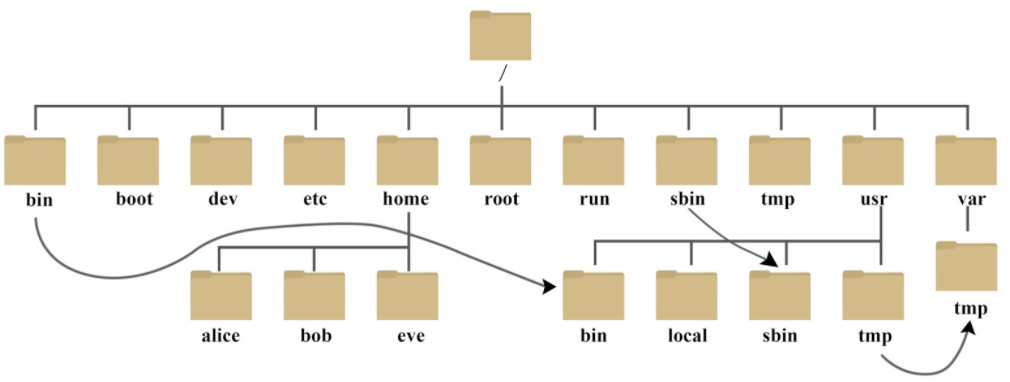 /
bin boot dev etc home root run sbin tmp usr var
tmp
alice bob eve bin local sbin tmp